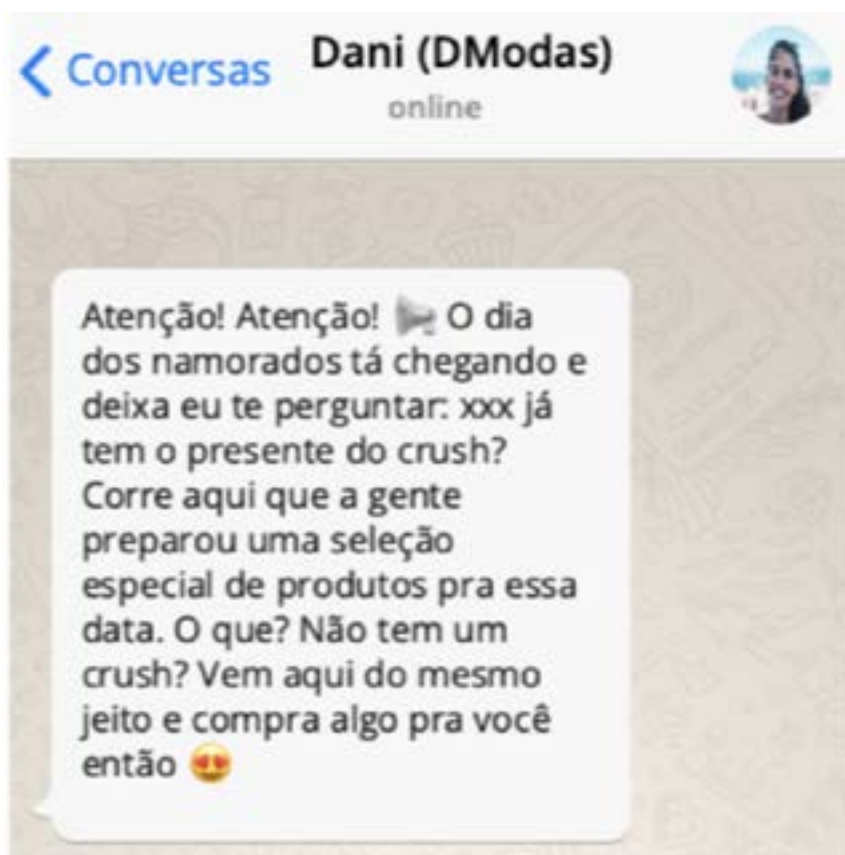 Conversas
Dani (DModas)
online
Atenção! Atenção! 📢 O dia
dos namorados tá chegando e
deixa eu te perguntar: xxx já
tem o presente do crush?
Corre aqui que a gente
preparou uma seleção
especial de produtos pra essa
data. O que? Não tem um
crush? Vem aqui do mesmo
jeito e compra algo pra você
então 😍